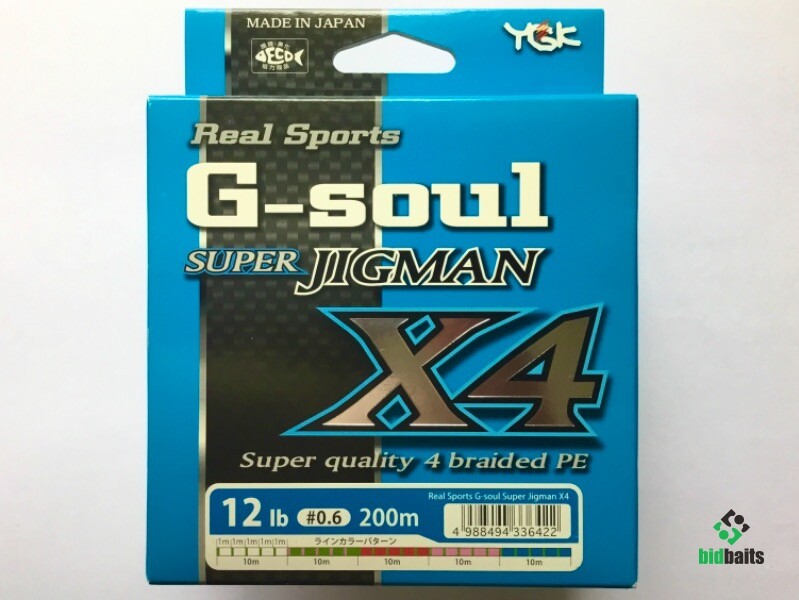 MADE IN JAPAN
ECO
YGK
Real Sports
G-soul
SUPER JIGMAN
X4
Super quality 4 braided PE
Real Sports G-soul Super Jigman X4
12 lb #0.6 200m
4 988494 336422
1m 1m 1m 1m 1m
ラインカラーパターン
10m 10m 10m 10m 10m
bidbaits